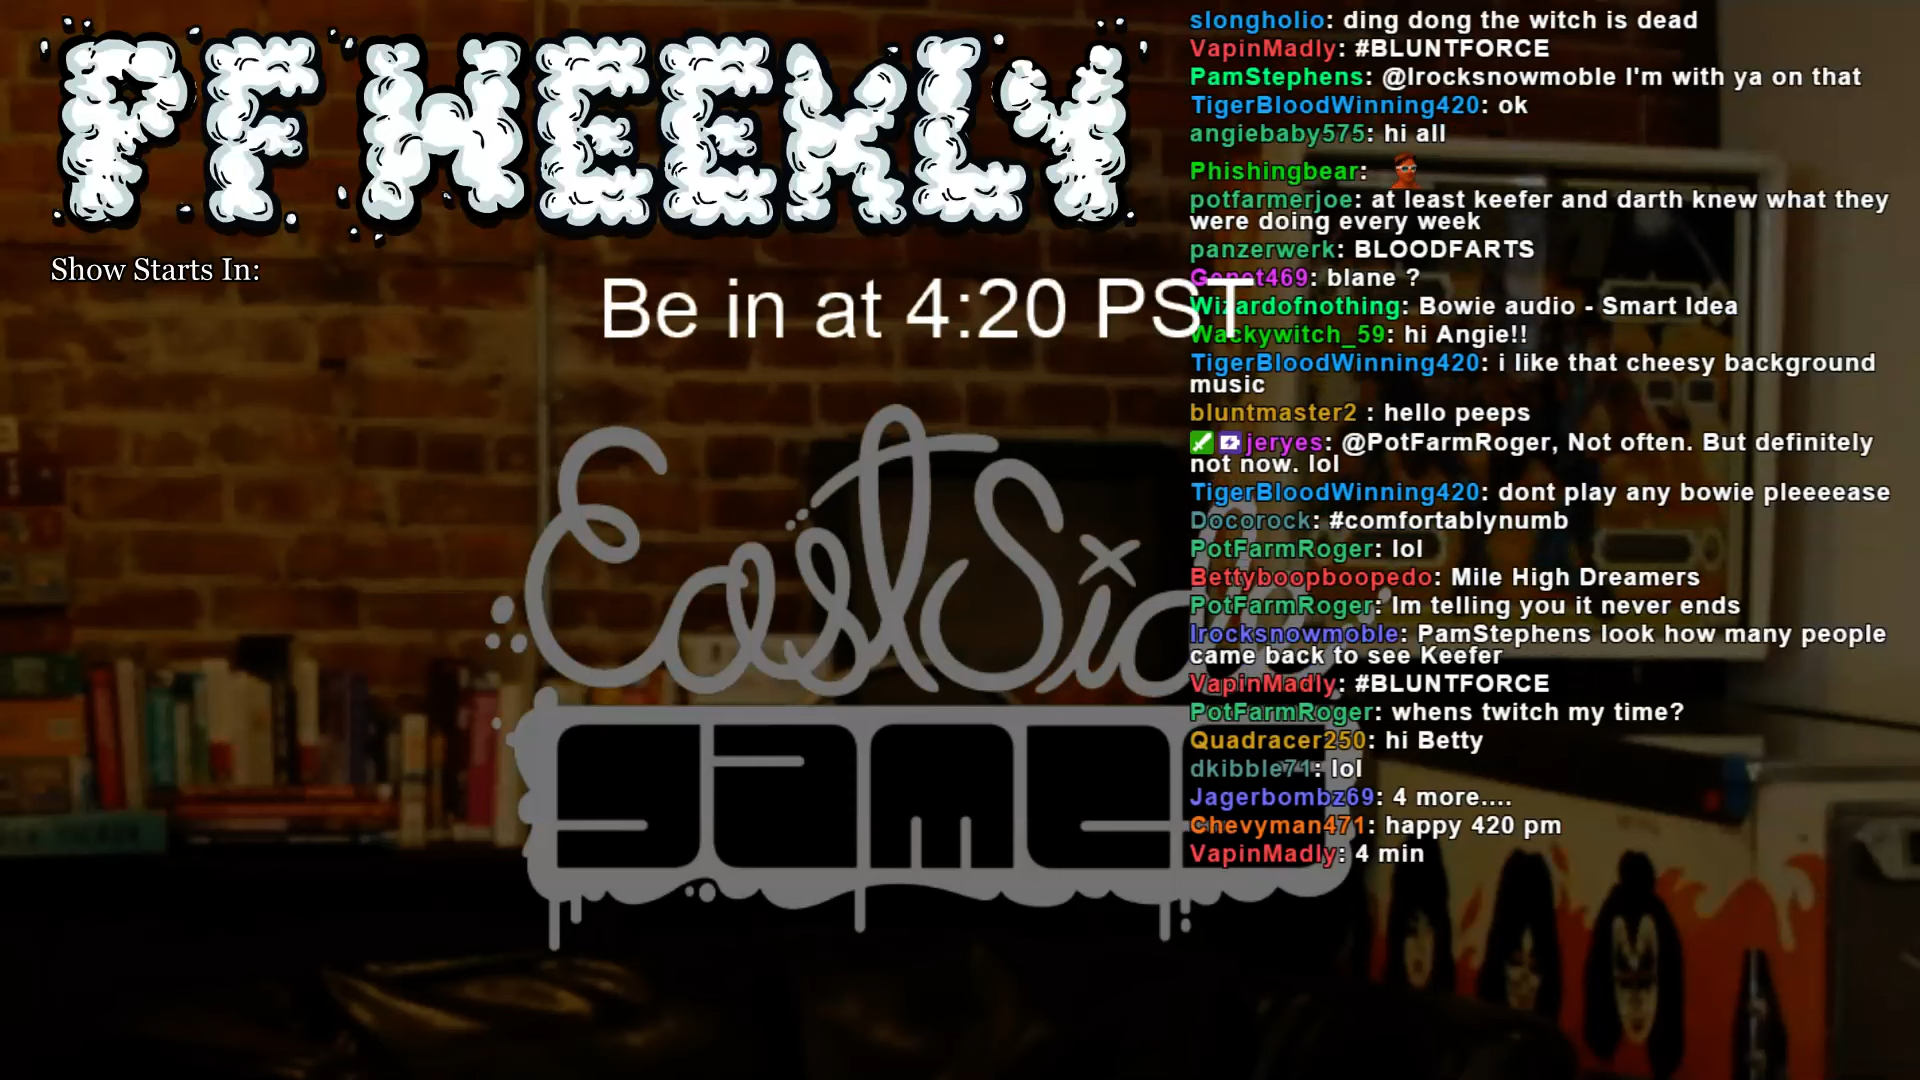 PF WEEKLY
Show Starts In:
Be in at 4:20 PST
East Side
games
slongholio: ding dong the witch is dead
VapinMadly: #BLUNTFORCE
PamStephens: @Irocksnowmoble I'm with ya on that
TigerBloodWinning420: ok
angiebaby575: hi all
Phishingbear:
potfarmerjoe: at least keefer and darth knew what they
were doing every week
panzerwerk: BLOODFARTS
Genet469: blane ?
Wizardofnothing: Bowie audio - Smart Idea
Wackywitch_59: hi Angie!!
TigerBloodWinning420: i like that cheesy background
music
bluntmaster2 : hello peeps
jeryes: @PotFarmRoger, Not often. But definitely
not now. lol
TigerBloodWinning420: dont play any bowie pleeeease
Docorock: #comfortablynumb
PotFarmRoger: lol
Bettyboopboopedo: Mile High Dreamers
PotFarmRoger: Im telling you it never ends
Irocksnowmoble: PamStephens look how many people
came back to see Keefer
VapinMadly: #BLUNTFORCE
PotFarmRoger: whens twitch my time?
Quadracer250: hi Betty
dkibble71: lol
Jagerbombz69: 4 more....
Chevyman471: happy 420 pm
VapinMadly: 4 min